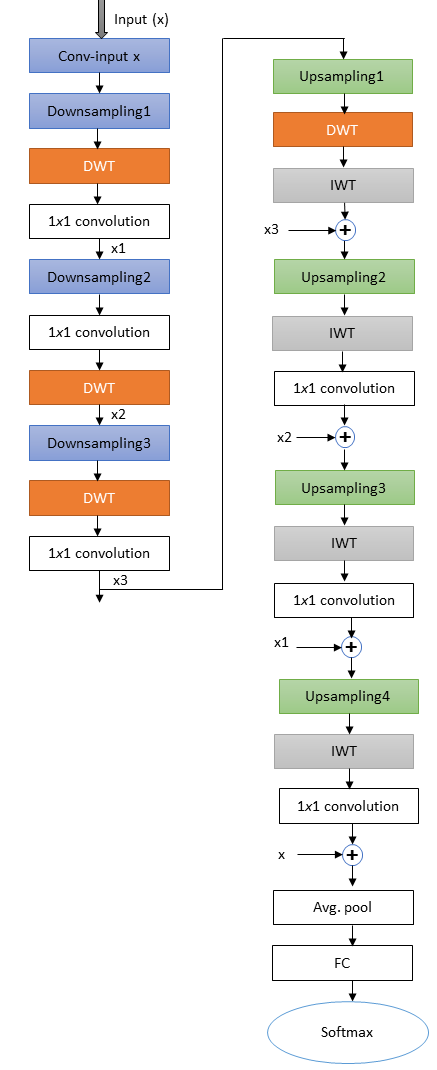 Input (x)
Conv-input x
Downsampling1
DWT
1x1 convolution
x1
Downsampling2
1x1 convolution
DWT
x2
Downsampling3
DWT
1x1 convolution
x3
Upsampling1
DWT
IWT
x3
+
Upsampling2
IWT
1x1 convolution
x2
+
Upsampling3
IWT
1x1 convolution
x1
+
Upsampling4
IWT
1x1 convolution
x
+
Avg. pool
FC
Softmax